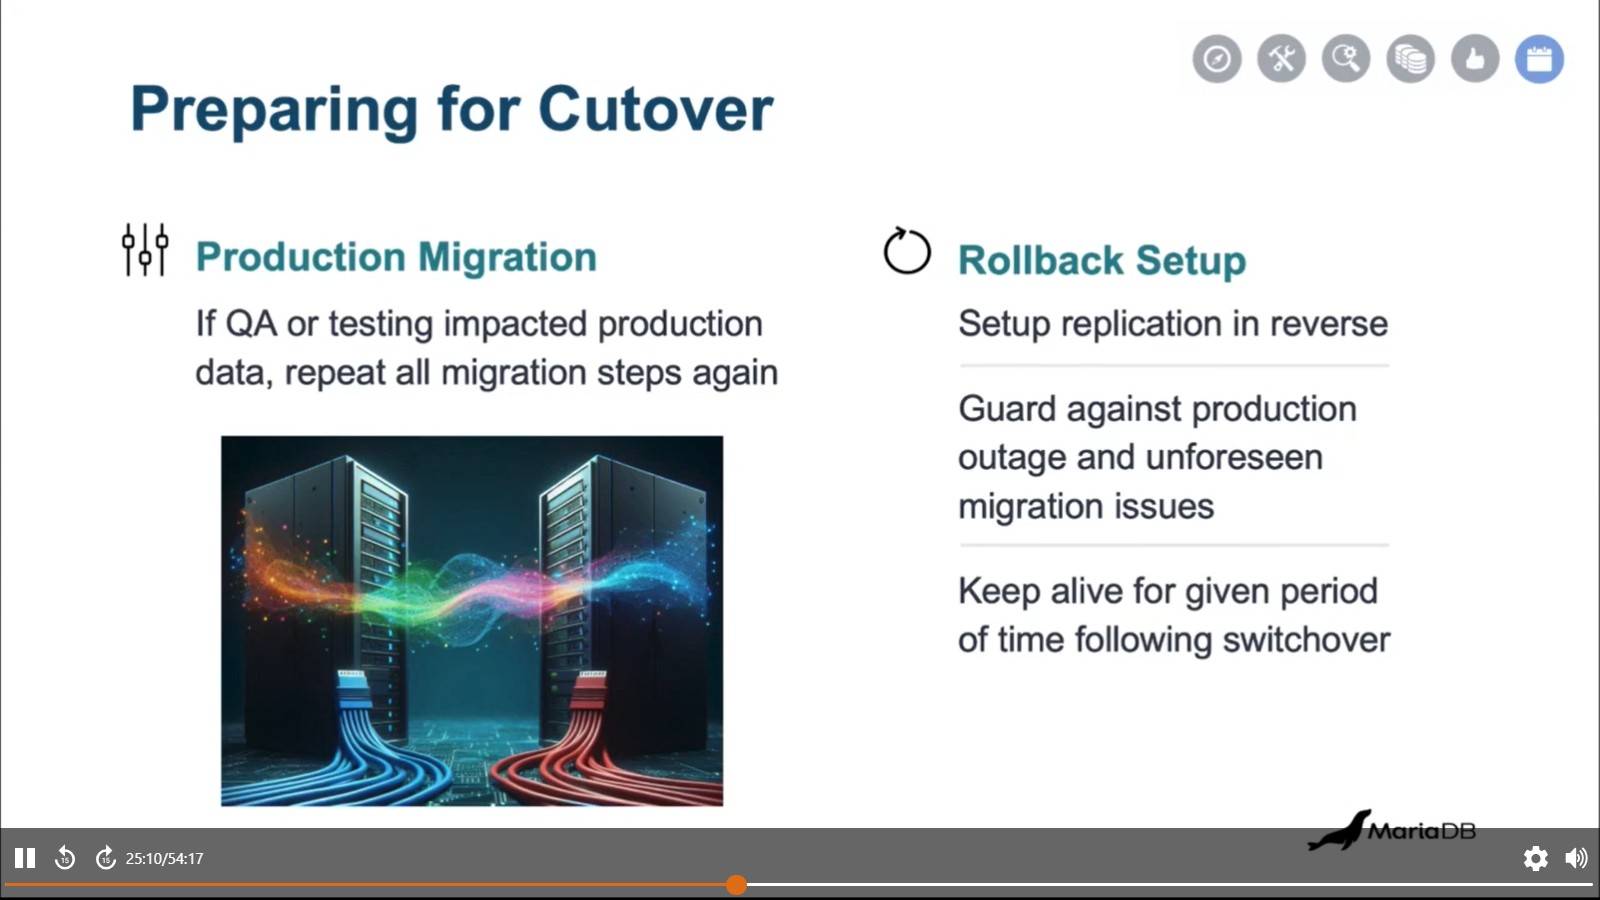 Preparing for Cutover
Production Migration
If QA or testing impacted production
data, repeat all migration steps again
Rollback Setup
Setup replication in reverse
Guard against production
outage and unforeseen
migration issues
Keep alive for given period
of time following switchover
MariaDB
15
15
25:10/54:17